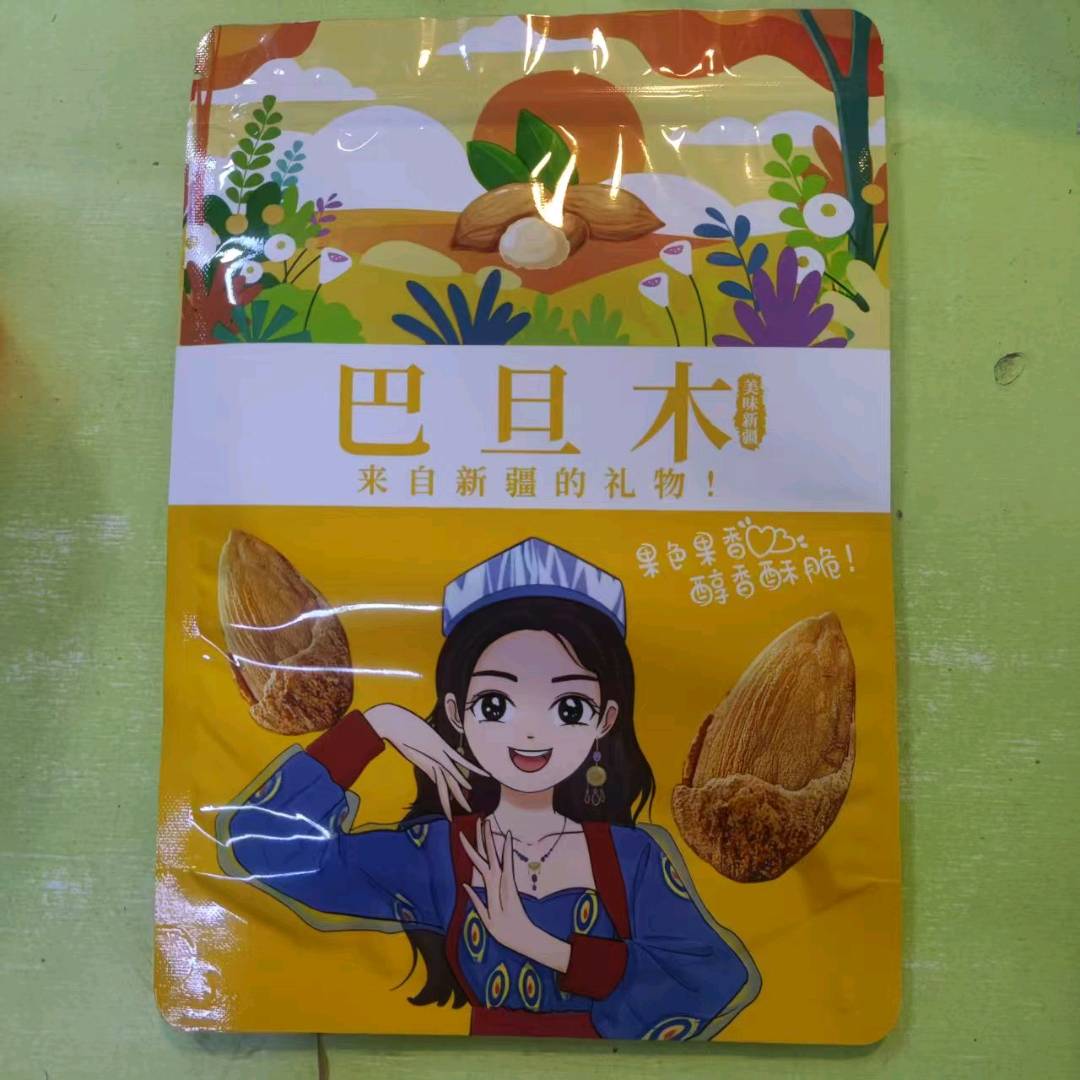 巴旦木
美味新疆
来自新疆的礼物！
果色果香
醇香酥脆！